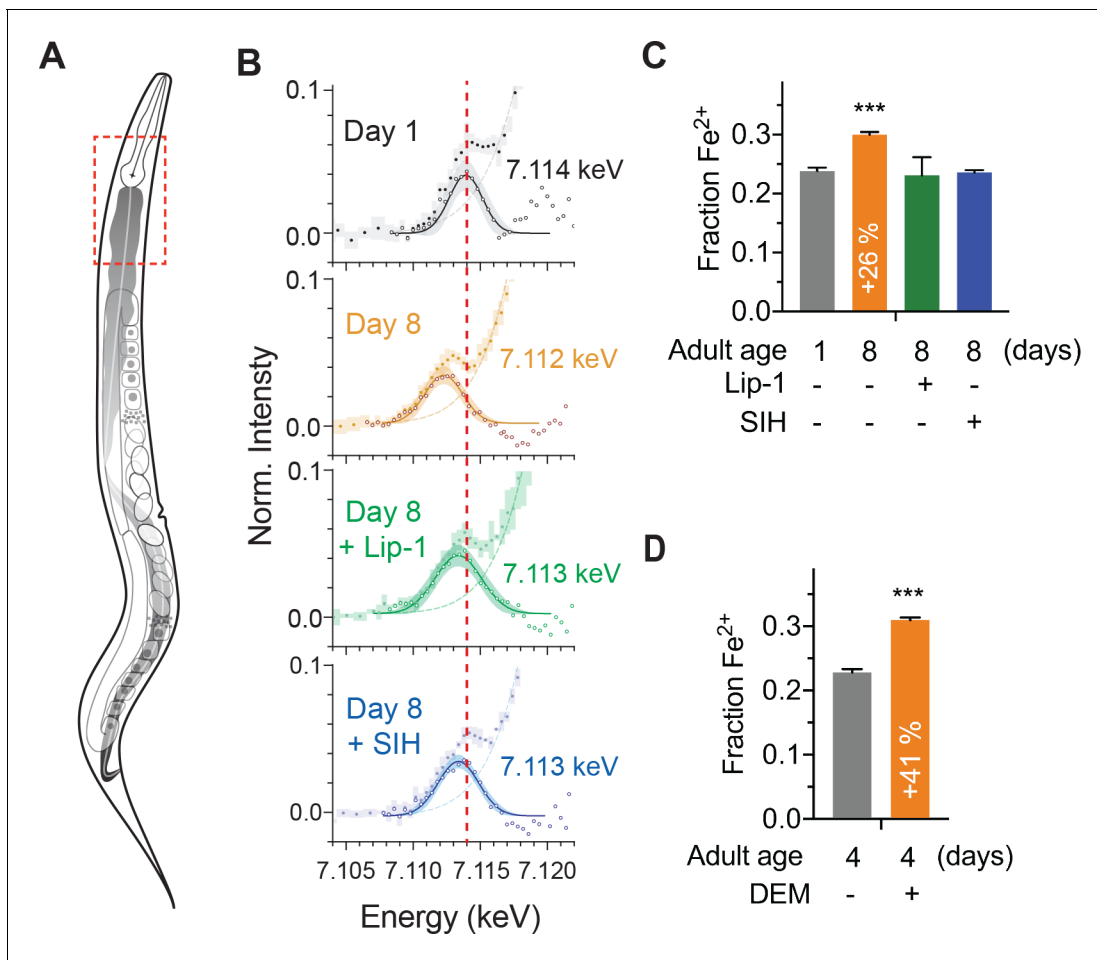 A
B
0.1
Day 1
7.114 keV
0.0
0.1
Day 8
7.112 keV
0.0
0.1
Day 8
+ Lip-1
7.113 keV
0.0
0.1
Day 8
+ SIH
7.113 keV
0.0
7.105 7.110 7.115 7.120
Energy (keV)
Norm. Intensty
C
***
Fraction Fe²⁺
0.3
0.2
0.1
0.0
+26 %
Adult age 1 8 8 8 (days)
Lip-1 - - + -
SIH - - - +
D
***
Fraction Fe²⁺
0.3
0.2
0.1
0.0
+41 %
Adult age 4 4 (days)
DEM - +